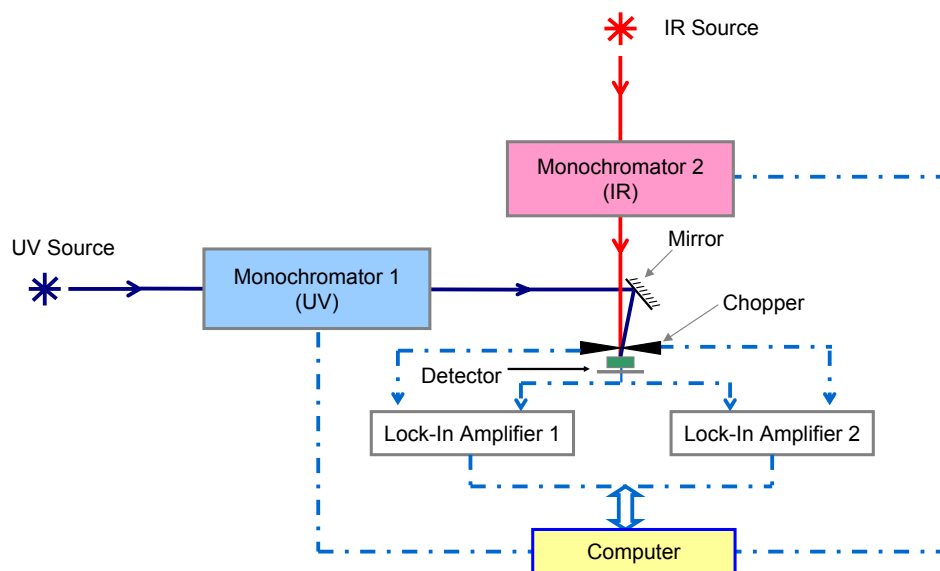 IR Source
Monochromator 2
(IR)
Mirror
UV Source
Monochromator 1
(UV)
Chopper
Detector
Lock-In Amplifier 1
Lock-In Amplifier 2
Computer